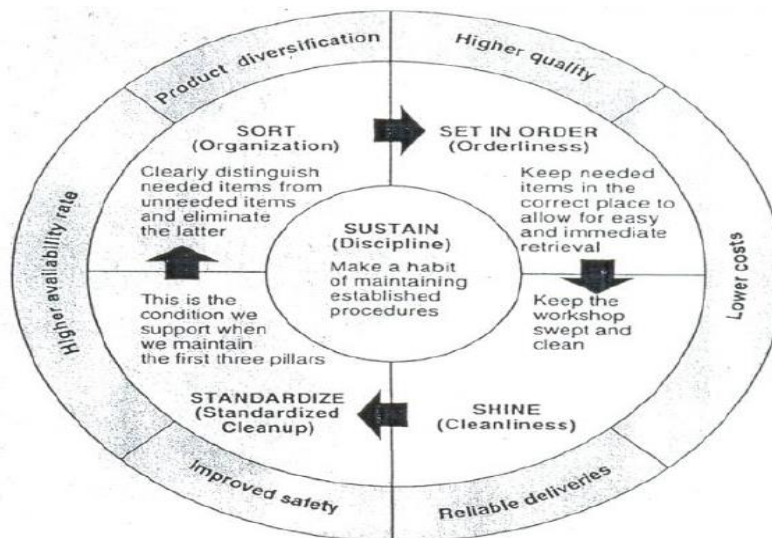 Product diversification
Higher quality
SORT
(Organization)
Clearly distinguish
needed items from
unneeded items
and eliminate
the latter
SET IN ORDER
(Orderliness)
Keep needed
items in the
correct place to
allow for easy
and immediate
retrieval
SUSTAIN
(Discipline)
Make a habit
of maintaining
established
procedures
Higher availability rate
Lower costs
This is the
condition we
support when
we maintain
the first three pillars
STANDARDIZE
(Standardized
Cleanup)
Keep the
workshop
swept and
clean
SHINE
(Cleanliness)
Improved safety
Reliable deliveries